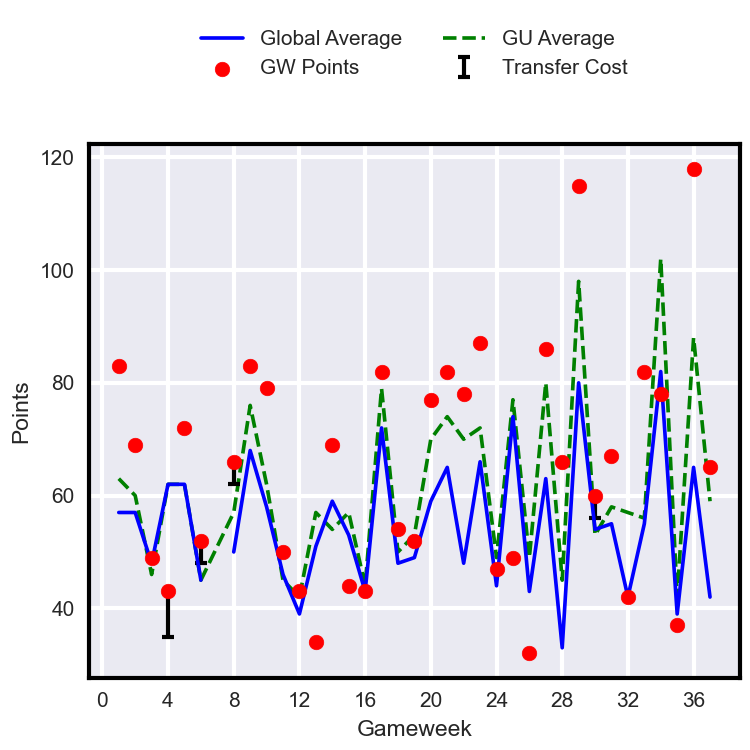 Global Average
GU Average
GW Points
Transfer Cost
120
100
80
60
40
Points
0 4 8 12 16 20 24 28 32 36
Gameweek